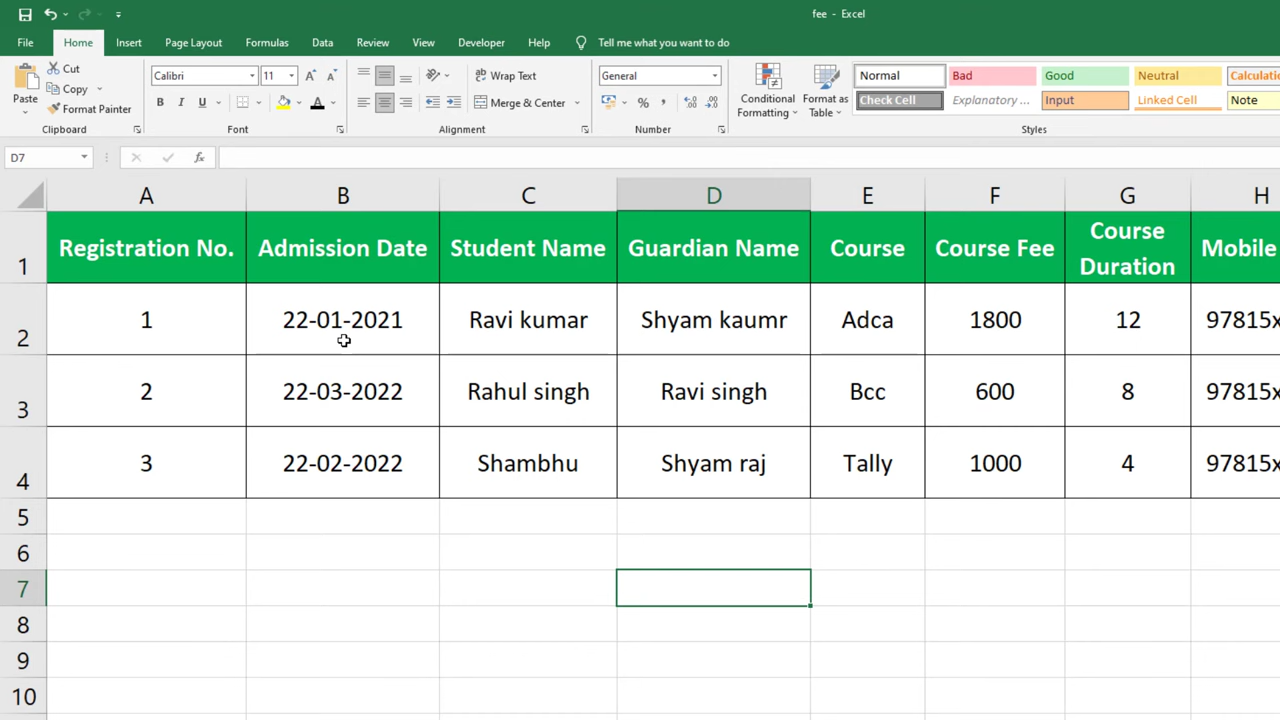 fee - Excel
File Home Insert Page Layout Formulas Data Review View Developer Help Tell me what you want to do
Paste Cut Copy Format Painter Clipboard
Calibri 11 B I U A Font
Wrap Text Merge & Center Alignment
General % Number
Conditional Formatting Format as Table
Normal Bad Good Neutral
Check Cell Explanatory ... Input Linked Cell Note
Styles
D7 fx
A B C D E F G H
1 Registration No. Admission Date Student Name Guardian Name Course Course Fee Course Duration Mobile
2 1 22-01-2021 Ravi kumar Shyam kaumr Adca 1800 12 97815x
3 2 22-03-2022 Rahul singh Ravi singh Bcc 600 8 97815x
4 3 22-02-2022 Shambhu Shyam raj Tally 1000 4 97815x
5
6
7
8
9
10